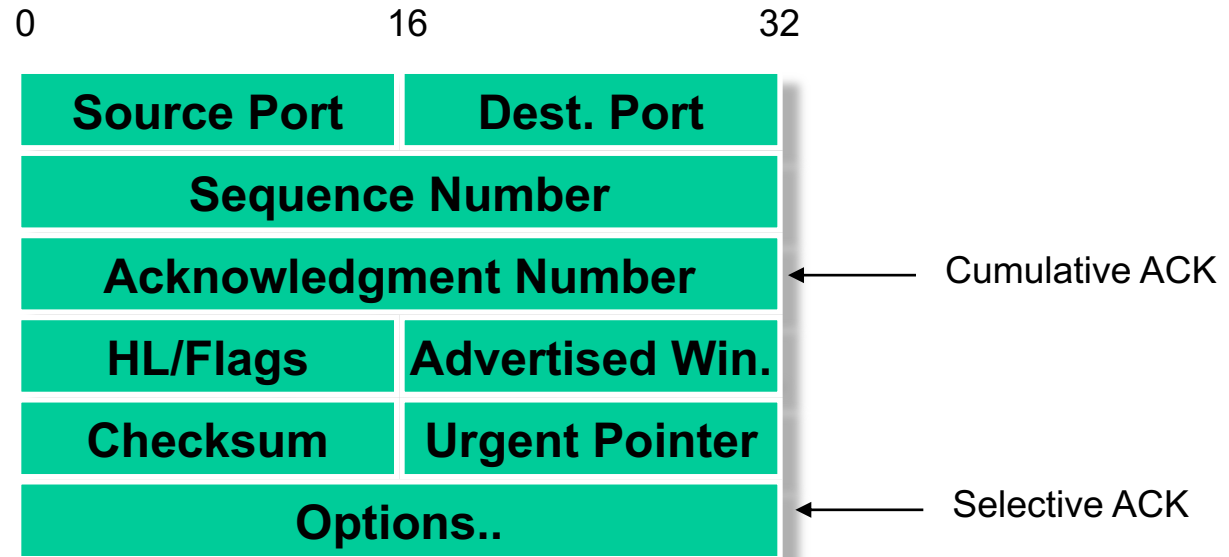 0 16 32
Source Port Dest. Port
Sequence Number
Acknowledgment Number Cumulative ACK
HL/Flags Advertised Win.
Checksum Urgent Pointer
Options.. Selective ACK